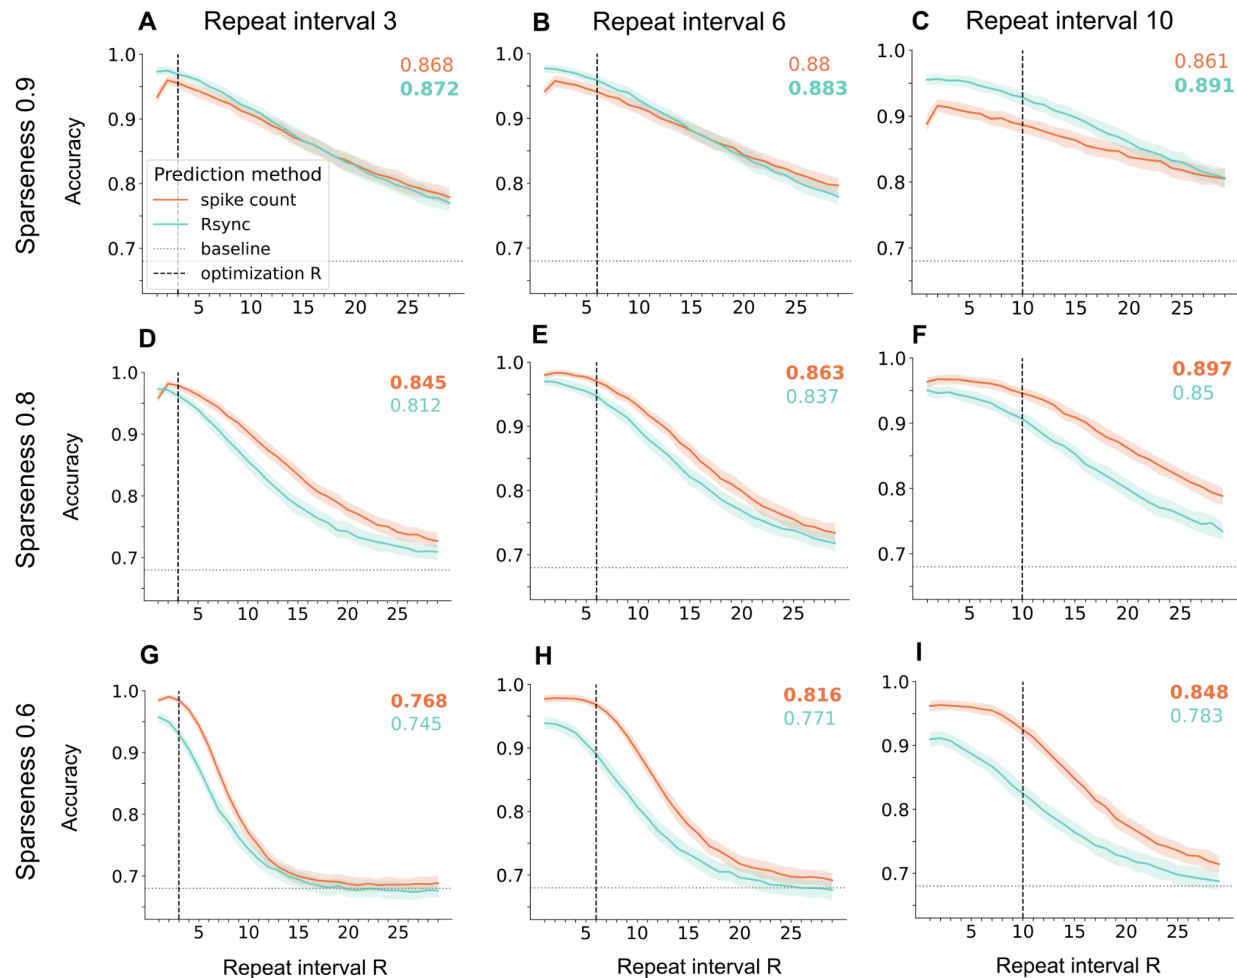 A Repeat interval 3
B Repeat interval 6
C Repeat interval 10
Sparseness 0.9
Accuracy
1.0
0.9
0.8
0.7
0.868
0.872
Prediction method
spike count
Rsync
baseline
optimization R
5 10 15 20 25
1.0
0.9
0.8
0.7
0.88
0.883
5 10 15 20 25
1.0
0.9
0.8
0.7
0.861
0.891
5 10 15 20 25
Sparseness 0.8
Accuracy
D
1.0
0.9
0.8
0.7
0.845
0.812
5 10 15 20 25
E
1.0
0.9
0.8
0.7
0.863
0.837
5 10 15 20 25
F
1.0
0.9
0.8
0.7
0.897
0.85
5 10 15 20 25
Sparseness 0.6
Accuracy
G
1.0
0.9
0.8
0.7
0.768
0.745
5 10 15 20 25
Repeat interval R
H
1.0
0.9
0.8
0.7
0.816
0.771
5 10 15 20 25
Repeat interval R
I
1.0
0.9
0.8
0.7
0.848
0.783
5 10 15 20 25
Repeat interval R